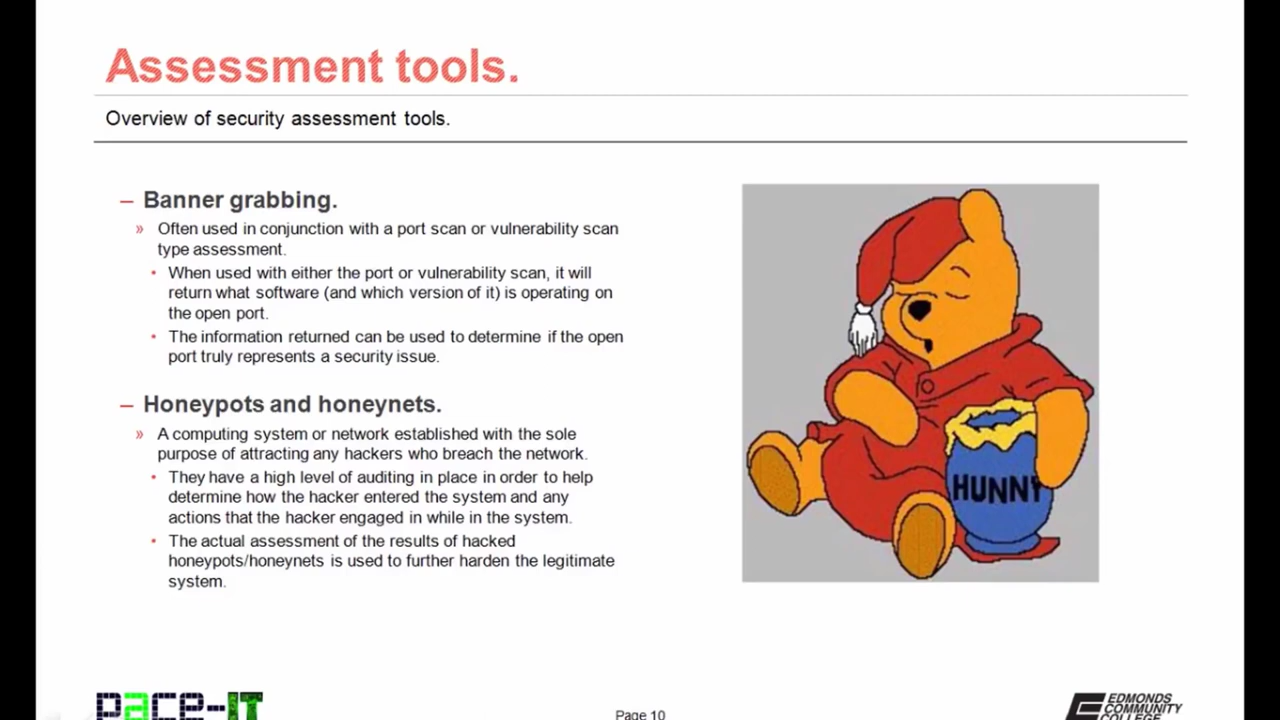 Assessment tools.
Overview of security assessment tools.
– Banner grabbing.
» Often used in conjunction with a port scan or vulnerability scan
type assessment.
• When used with either the port or vulnerability scan, it will
return what software (and which version of it) is operating on
the open port.
• The information returned can be used to determine if the open
port truly represents a security issue.
– Honeypots and honeynets.
» A computing system or network established with the sole
purpose of attracting any hackers who breach the network.
• They have a high level of auditing in place in order to help
determine how the hacker entered the system and any
actions that the hacker engaged in while in the system.
• The actual assessment of the results of hacked
honeypots/honeynets is used to further harden the legitimate
system.
HUNNY
pace-IT
Page 10
EDMONDS
COMMUNITY
COLLEGE